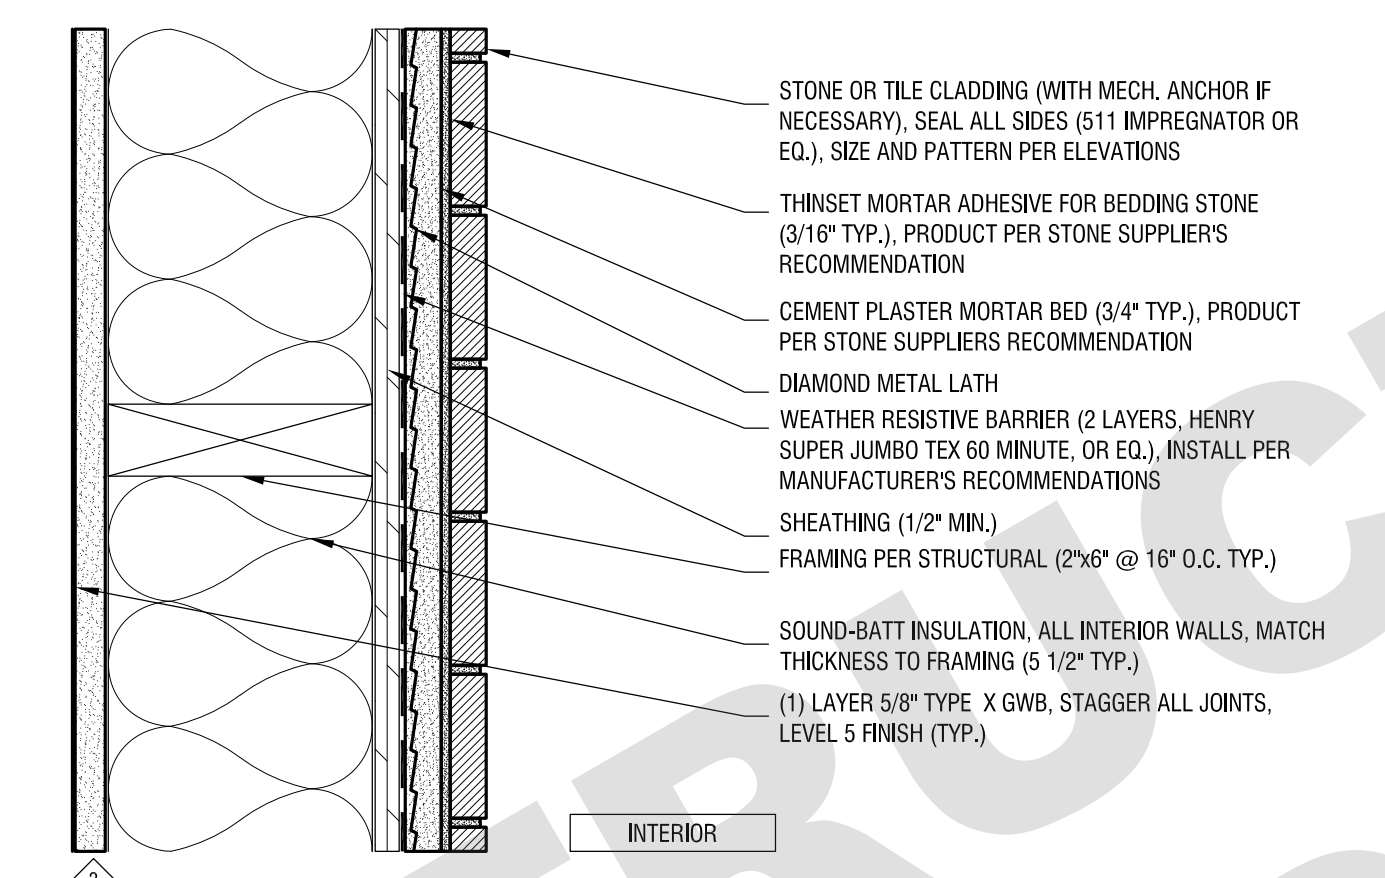 STONE OR TILE CLADDING (WITH MECH. ANCHOR IF
NECESSARY), SEAL ALL SIDES (511 IMPREGNATOR OR
EQ.), SIZE AND PATTERN PER ELEVATIONS
THINSET MORTAR ADHESIVE FOR BEDDING STONE
(3/16" TYP.), PRODUCT PER STONE SUPPLIER'S
RECOMMENDATION
CEMENT PLASTER MORTAR BED (3/4" TYP.), PRODUCT
PER STONE SUPPLIERS RECOMMENDATION
DIAMOND METAL LATH
WEATHER RESISTIVE BARRIER (2 LAYERS, HENRY
SUPER JUMBO TEX 60 MINUTE, OR EQ.), INSTALL PER
MANUFACTURER'S RECOMMENDATIONS
SHEATHING (1/2" MIN.)
FRAMING PER STRUCTURAL (2"x6" @ 16" O.C. TYP.)
SOUND-BATT INSULATION, ALL INTERIOR WALLS, MATCH
THICKNESS TO FRAMING (5 1/2" TYP.)
(1) LAYER 5/8" TYPE X GWB, STAGGER ALL JOINTS,
LEVEL 5 FINISH (TYP.)
INTERIOR